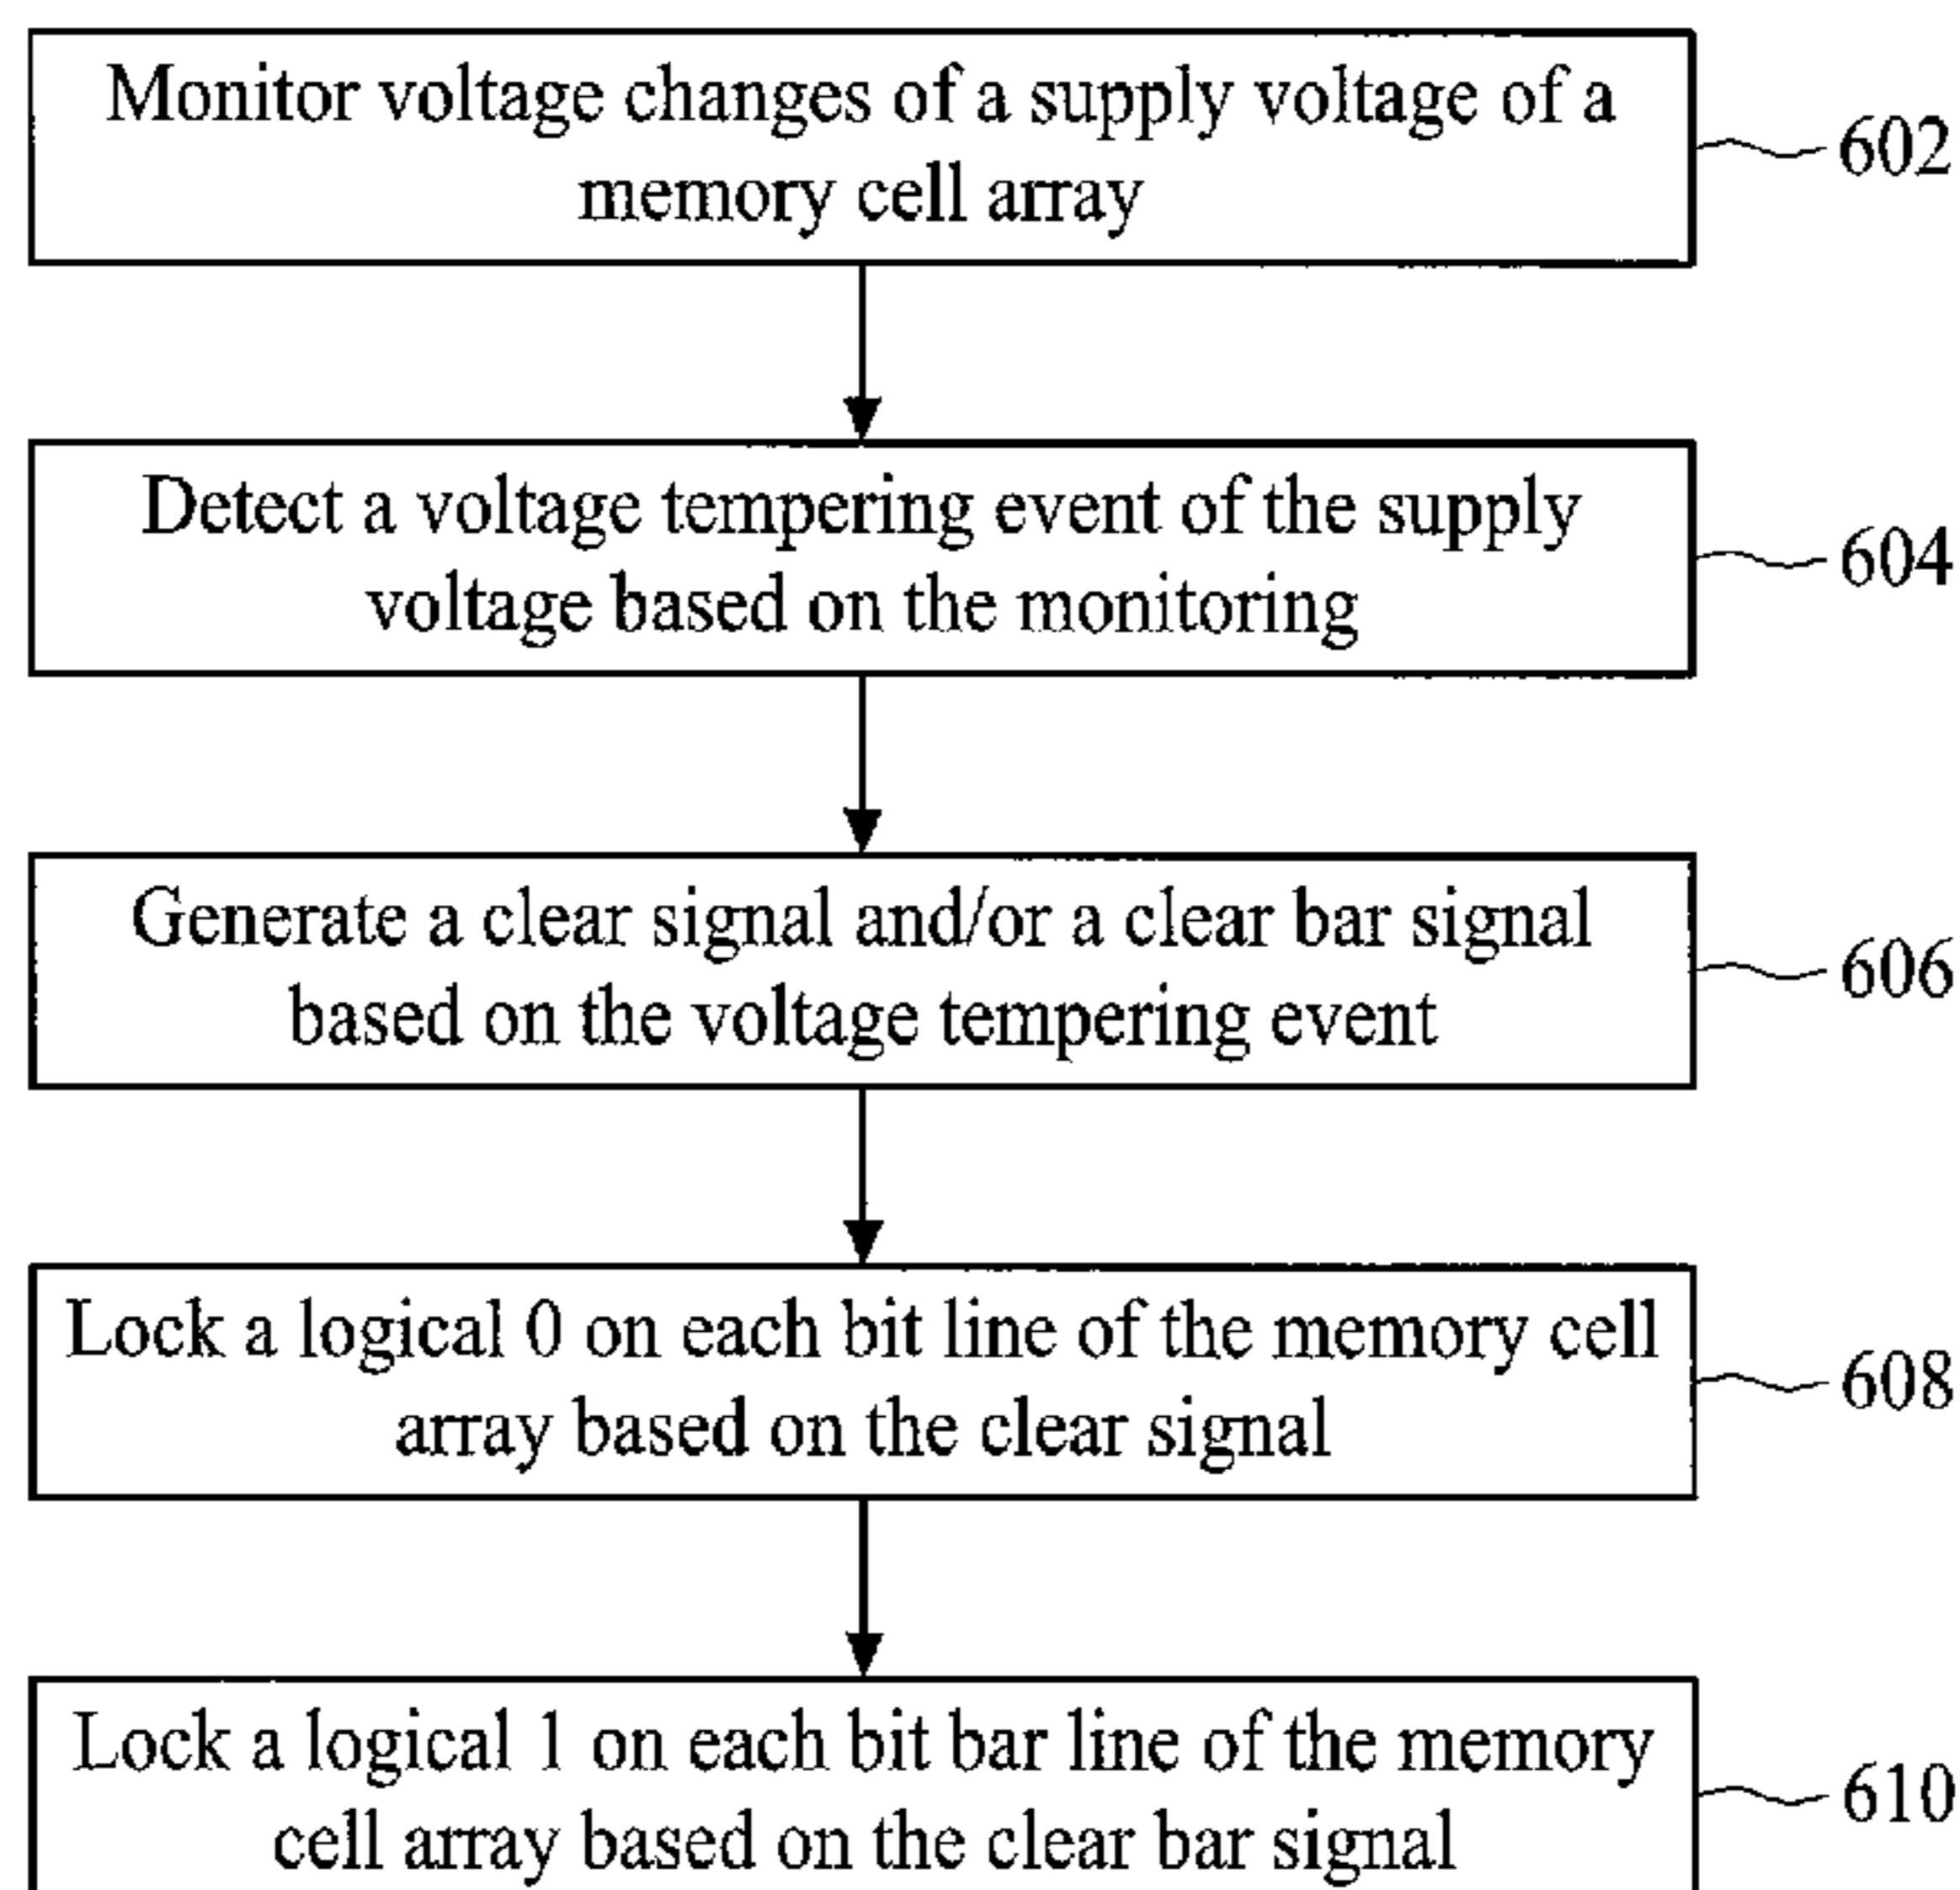 Monitor voltage changes of a supply voltage of a
memory cell array
602
Detect a voltage tempering event of the supply
voltage based on the monitoring
604
Generate a clear signal and/or a clear bar signal
based on the voltage tempering event
606
Lock a logical 0 on each bit line of the memory cell
array based on the clear signal
608
Lock a logical 1 on each bit bar line of the memory
cell array based on the clear bar signal
610